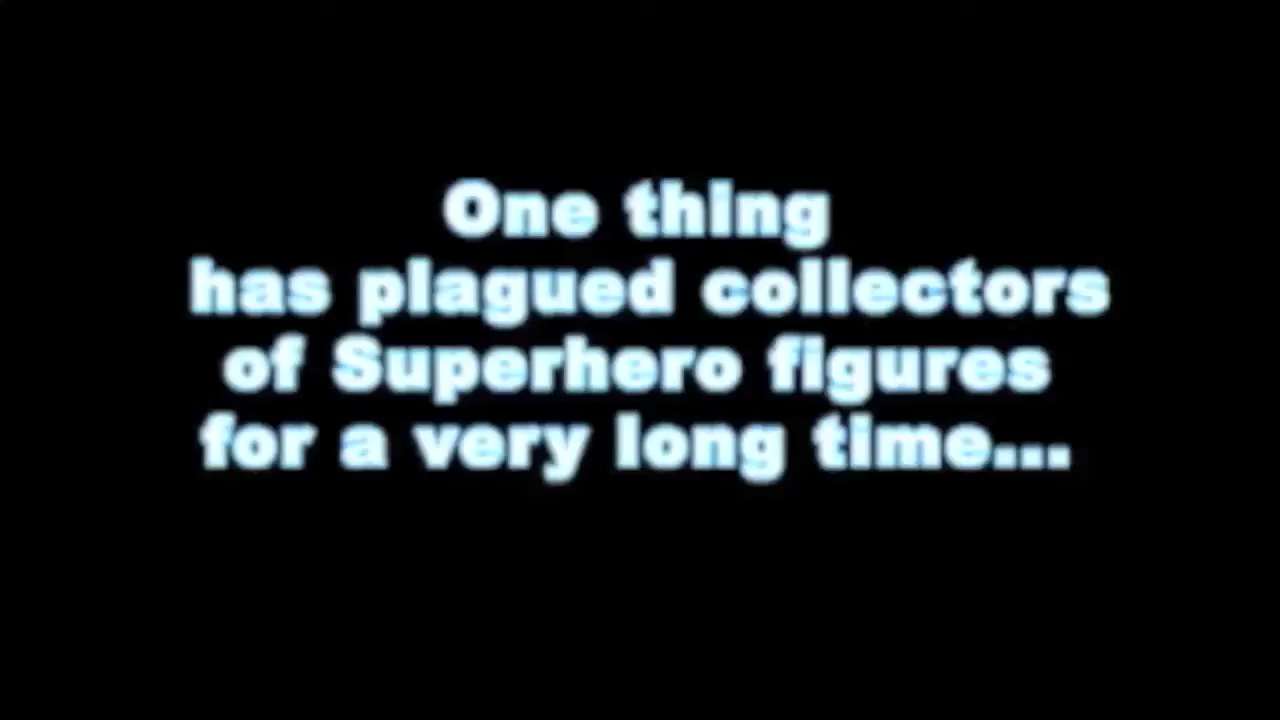 One thing
has plagued collectors
of Superhero figures
for a very long time...